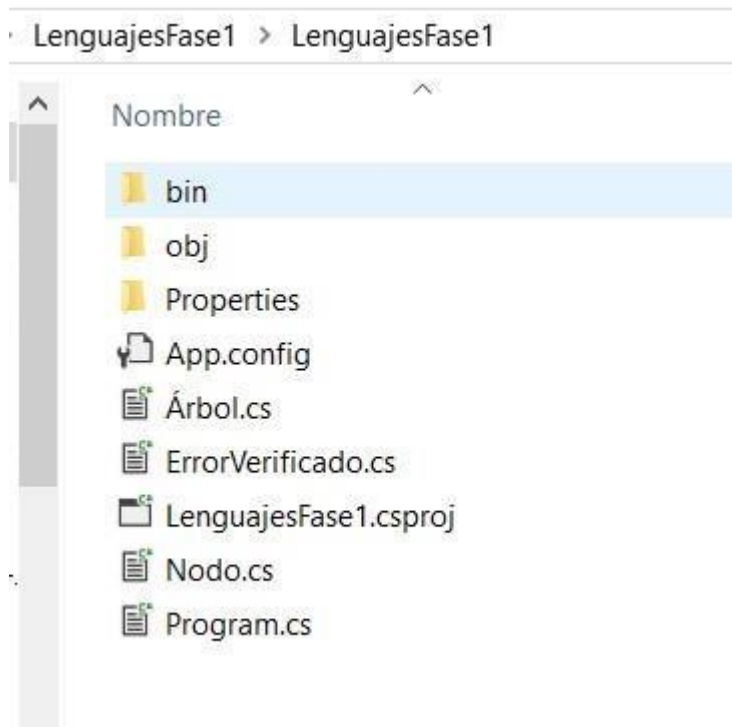 LenguajesFase1 > LenguajesFase1
Nombre
bin
obj
Properties
App.config
Árbol.cs
ErrorVerificado.cs
LenguajesFase1.csproj
Nodo.cs
Program.cs